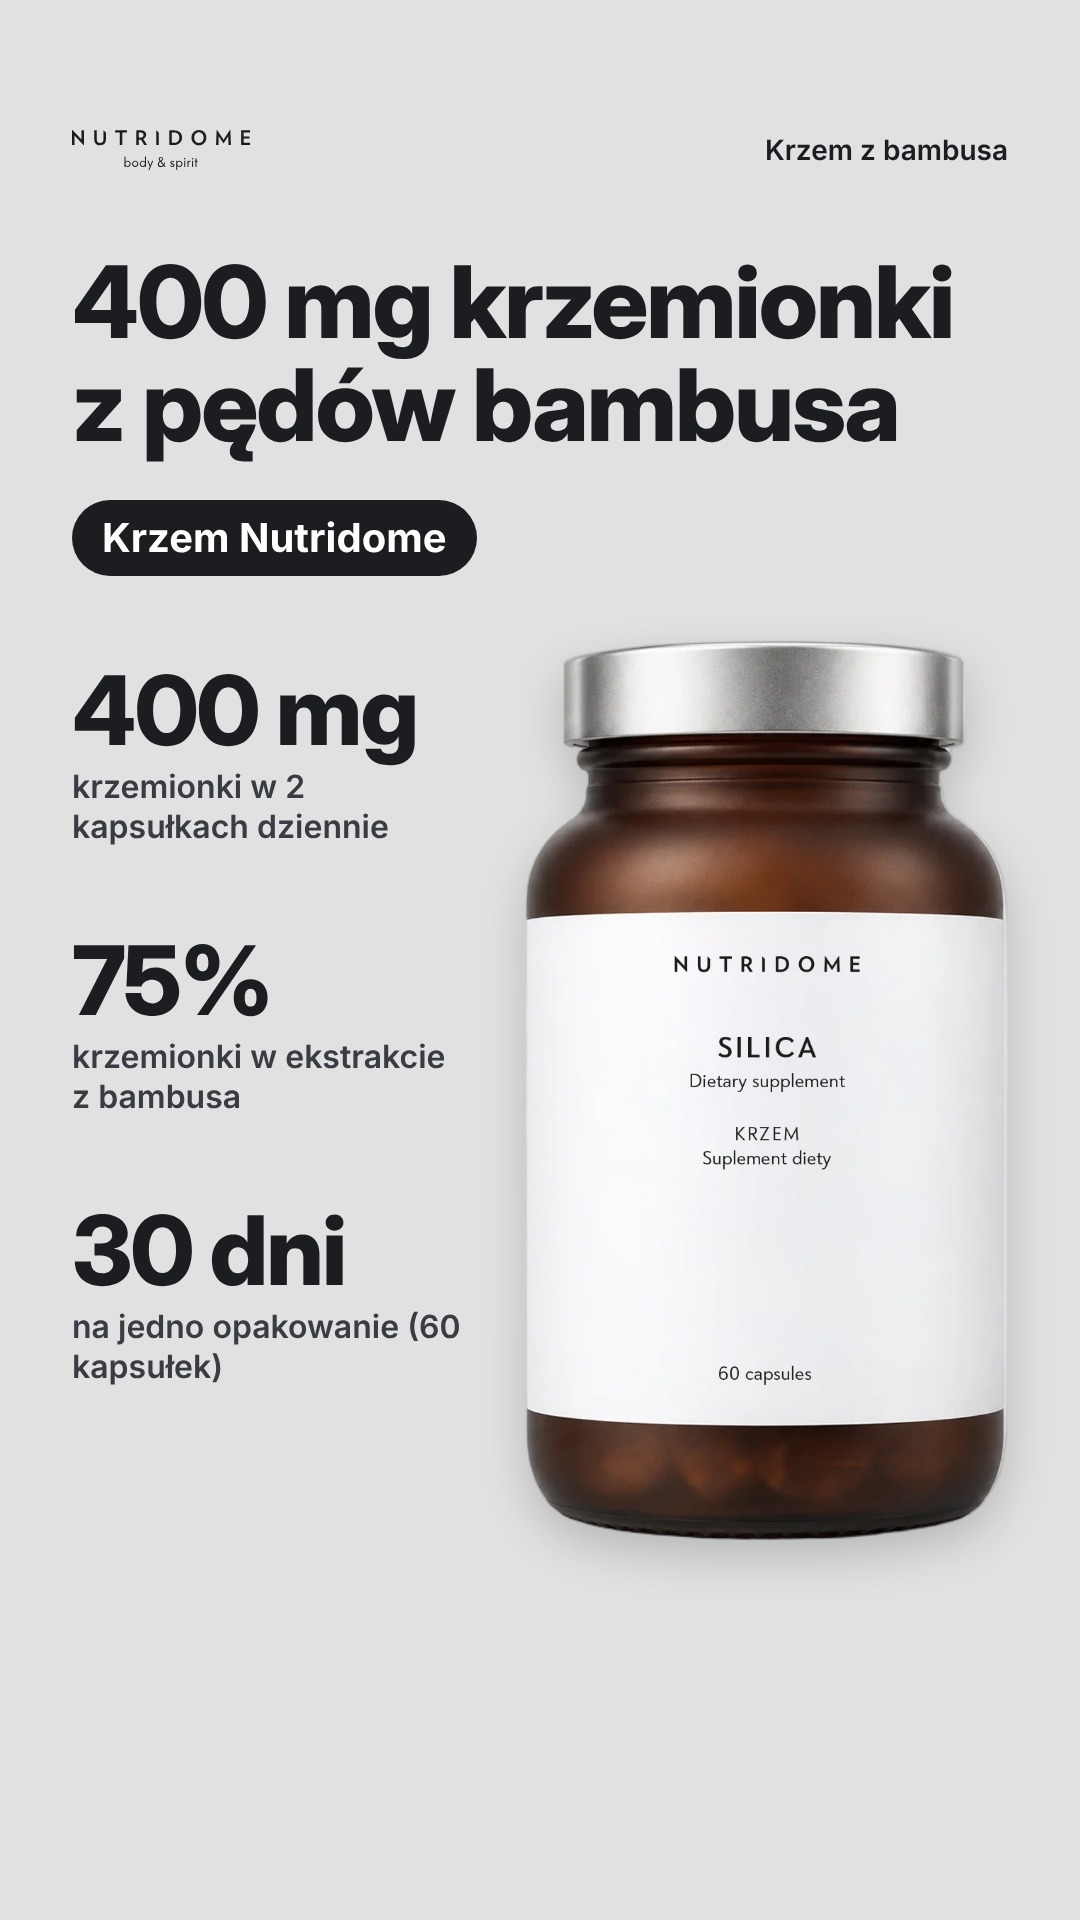 NUTRIDOME
body & spirit
Krzem z bambusa
400 mg krzemionki
z pędów bambusa
Krzem Nutridome
400 mg
krzemionki w 2
kapsułkach dziennie
75%
krzemionki w ekstrakcie
z bambusa
30 dni
na jedno opakowanie (60
kapsułek)
NUTRIDOME
SILICA
Dietary supplement
KRZEM
Suplement diety
60 capsules